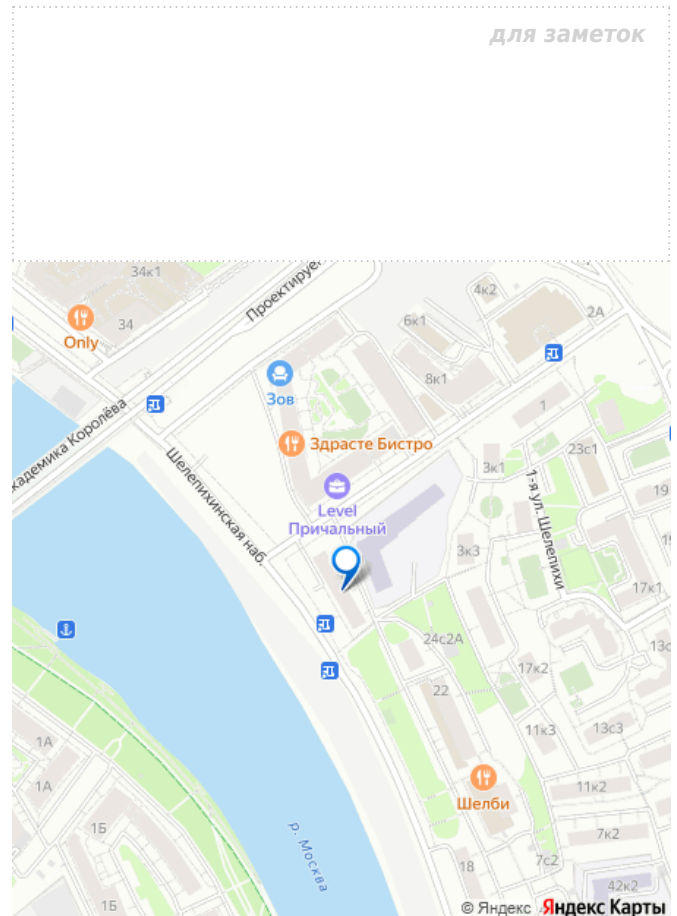 для заметок
34к1
Проектируе
4к2
2А
34
6к1
Only
8к1
Зов
1
кадемика Королёва
Здрасте Бистро
23с1
3к1
19
Шелепихинская наб.
Level
Причальный
1-я ул. Шелепихи
3к3
17к1
24с2А
13с
17к2
22
1А
11к3
13с3
1А
11к2
Шелби
1Б
7к2
р. Москва
18
7с2
42к2
1Б
© Яндекс Яндекс Карты